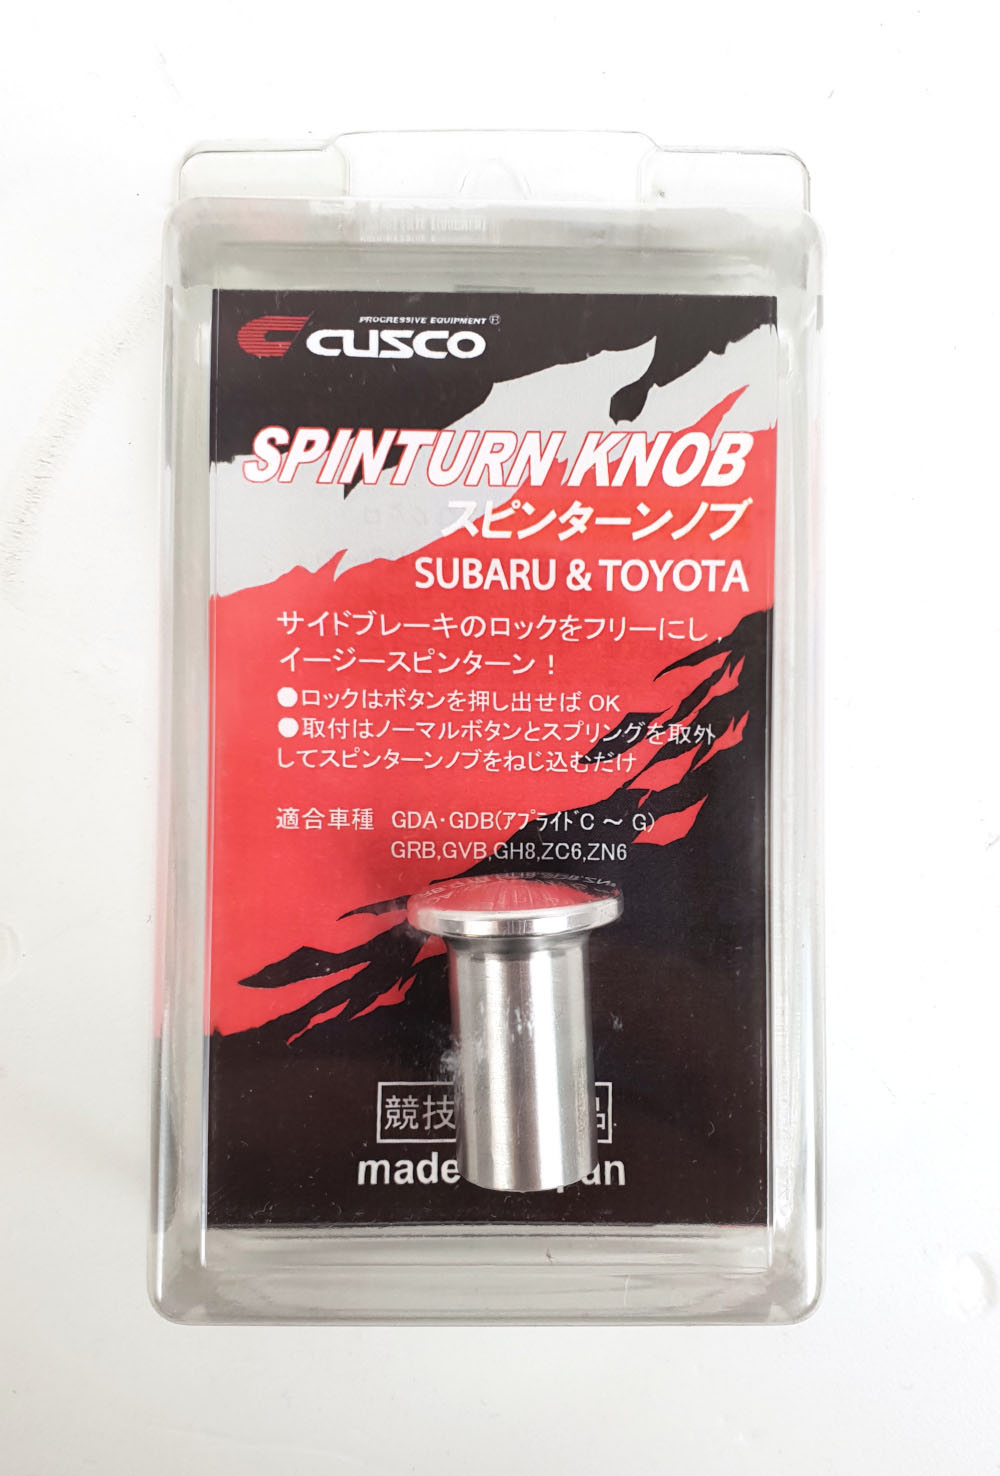 PROGRESSIVE EQUIPMENT ®
CUSCO
SPINTURN KNOB
スピンターンノブ
SUBARU & TOYOTA
サイドブレーキのロックをフリーにし,
イージースピンターン!
●ロックはボタンを押し出せば OK
●取付はノーマルボタンとスプリングを取外
してスピンターンノブをねじ込むだけ
適合車種 GDA・GDB(アプライドC ~ G)
GRB,GVB,GH8,ZC6,ZN6
競技 品
made